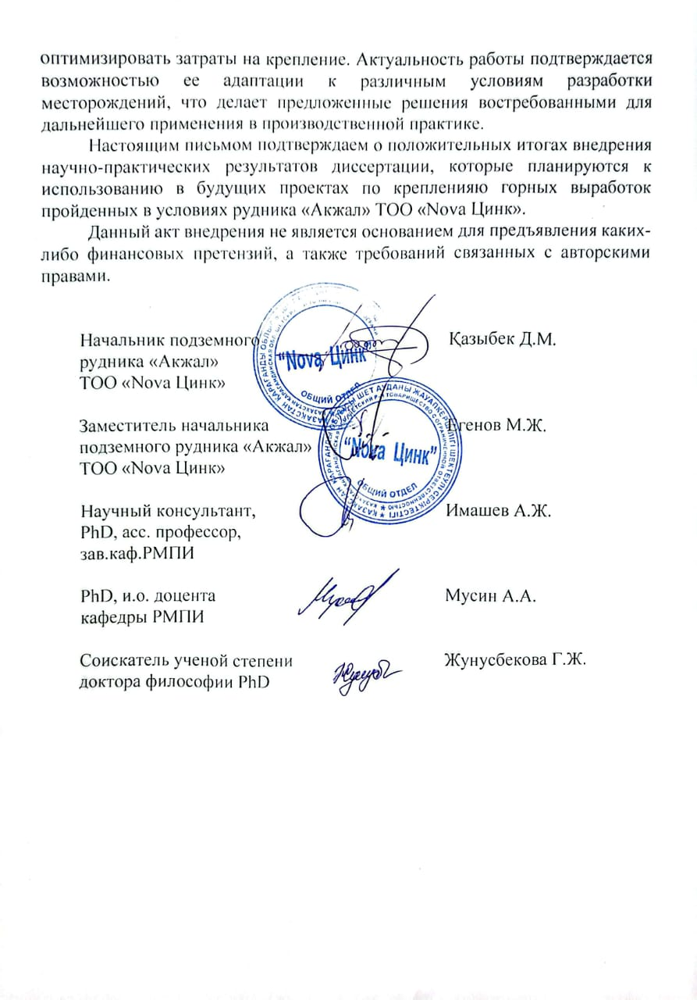 оптимизировать затраты на крепление. Актуальность работы подтверждается
возможностью ее адаптации к различным условиям разработки
месторождений, что делает предложенные решения востребованными для
дальнейшего применения в производственной практике.
Настоящим письмом подтверждаем о положительных итогах внедрения
научно-практических результатов диссертации, которые планируются к
использованию в будущих проектах по крепленияю горных выработок
пройденных в условиях рудника «Акжал» ТОО «Nova Цинк».
Данный акт внедрения не является основанием для предъявления каких-
либо финансовых претензий, а также требований связанных с авторскими
правами.
Начальник подземного Қазыбек Д.М.
рудника «Акжал»
ТОО «Nova Цинк»
"Nova Цинк"
ОБЩИЙ ОТДЕЛ
Заместитель начальника Егенов М.Ж.
подземного рудника «Акжал»
ТОО «Nova Цинк»
"Nova Цинк"
ОБЩИЙ ОТДЕЛ
Научный консультант, Имашев А.Ж.
PhD, асс. профессор,
зав.каф.РМПИ
PhD, и.о. доцента Мусин А.А.
кафедры РМПИ
Соискатель ученой степени Жунусбекова Г.Ж.
доктора философии PhD